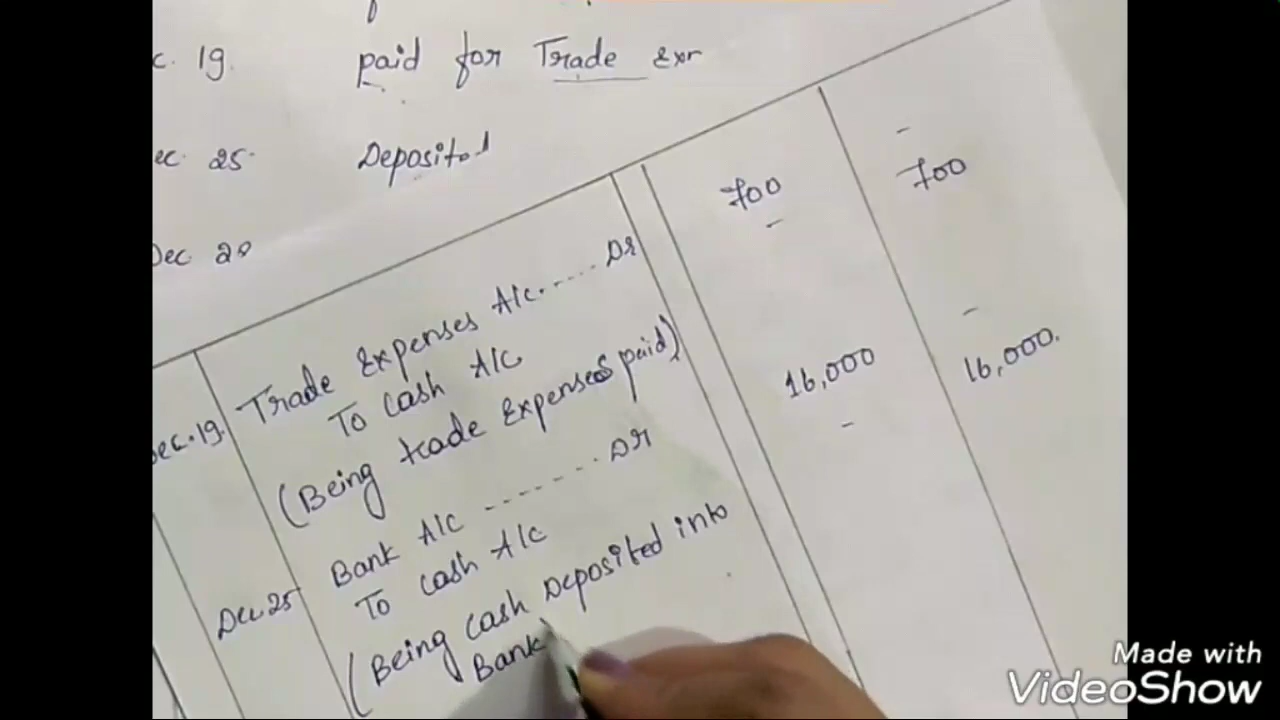 c. 19. paid for Trade Exp
ec. 25. Deposited
Dec 28
Dec. 19. Trade Expenses A/c...... Dr 700 -
To cash A/c - 700
(Being trade Expenses paid)
Dec 25 Bank A/c ------- Dr 16,000 -
To cash A/c - 16,000.
(Being cash Deposited into
Bank
Made with
VideoShow